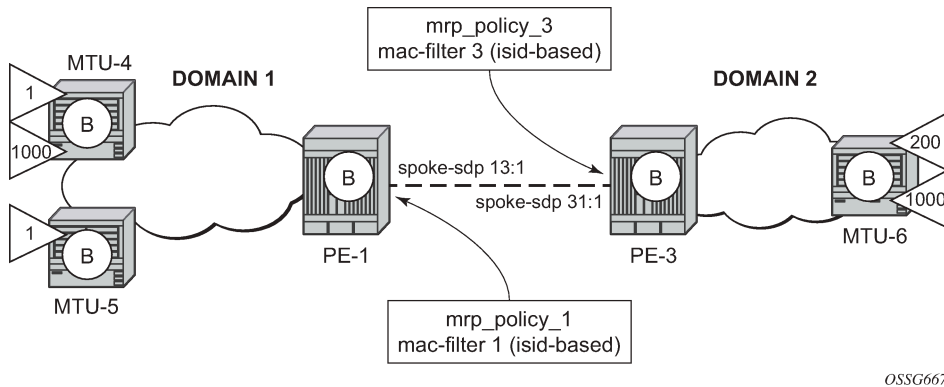 mrp_policy_3
mac-filter 3 (isid-based)
MTU-4
DOMAIN 1
DOMAIN 2
1
B
1000
200
B
spoke-sdp 13:1
B
B
1000
spoke-sdp 31:1
1
B
PE-1
PE-3
MTU-6
MTU-5
mrp_policy_1
mac-filter 1 (isid-based)
OSSG667